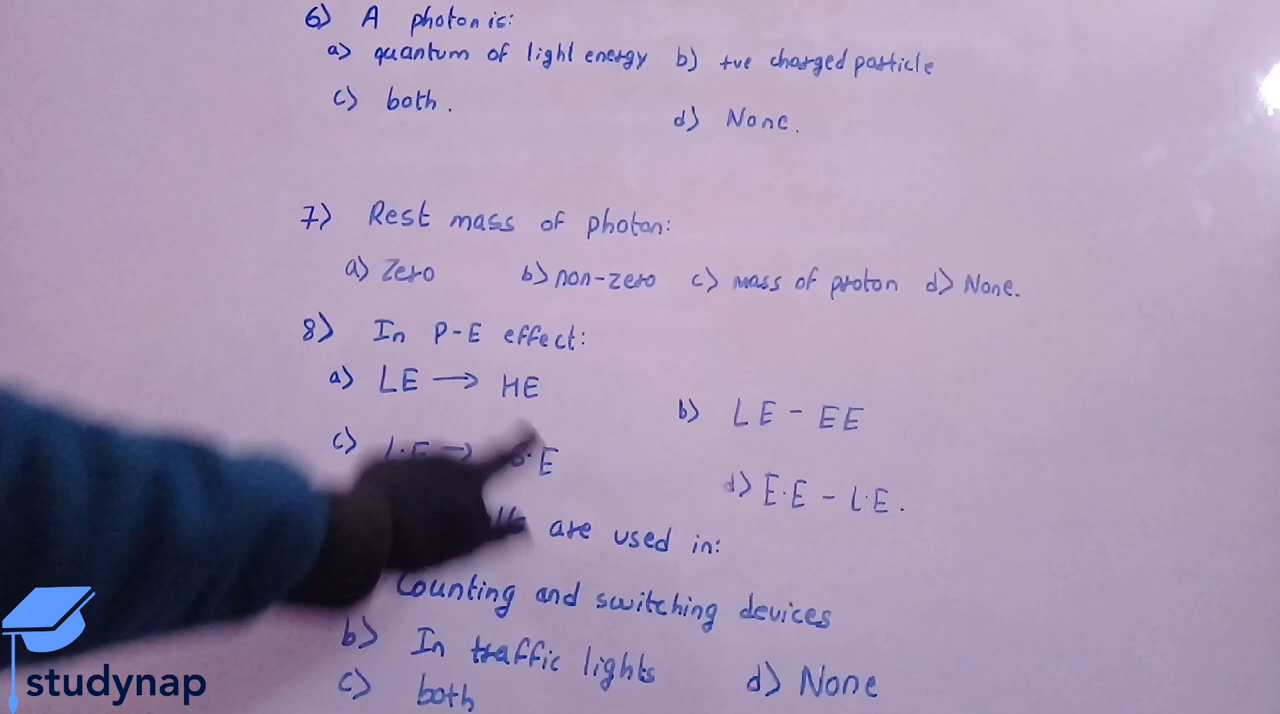 6) A photon is:
a) quantum of light energy b) +ve charged particle
c) both.
d) None.
7) Rest mass of photon:
a) Zero b) non-zero c) mass of proton d) None.
8) In P-E effect:
a) LE → HE
b) LE - EE
c) L.E →
d) E.E - L.E.
are used in:
Counting and switching devices
b) In traffic lights
c) both d) None
studynap